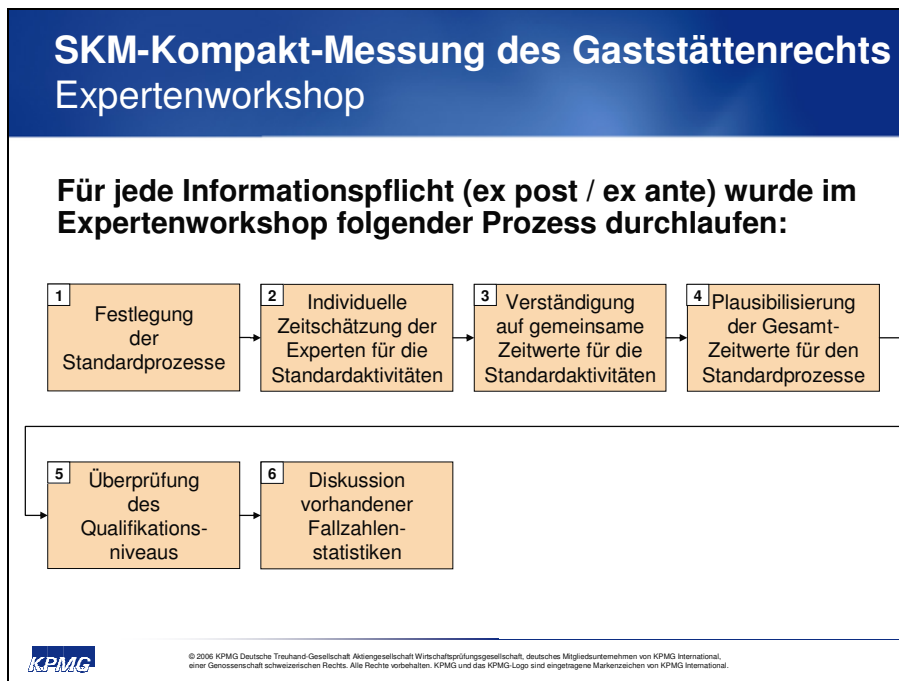 SKM-Kompakt-Messung des Gaststättenrechts
Expertenworkshop
Für jede Informationspflicht (ex post / ex ante) wurde im
Expertenworkshop folgender Prozess durchlaufen:
1
Festlegung
der
Standardprozesse
2
Individuelle
Zeitschätzung der
Experten für die
Standardaktivitäten
3
Verständigung
auf gemeinsame
Zeitwerte für die
Standardaktivitäten
4
Plausibilisierung
der Gesamt-
Zeitwerte für den
Standardprozesse
5
Überprüfung
des
Qualifikations-
niveaus
6
Diskussion
vorhandener
Fallzahlen-
statistiken
KPMG
© 2006 KPMG Deutsche Treuhand-Gesellschaft Aktiengesellschaft Wirtschaftsprüfungsgesellschaft, deutsches Mitgliedsunternehmen von KPMG International,
einer Genossenschaft schweizerischen Rechts. Alle Rechte vorbehalten. KPMG und das KPMG-Logo sind eingetragene Markenzeichen von KPMG International.